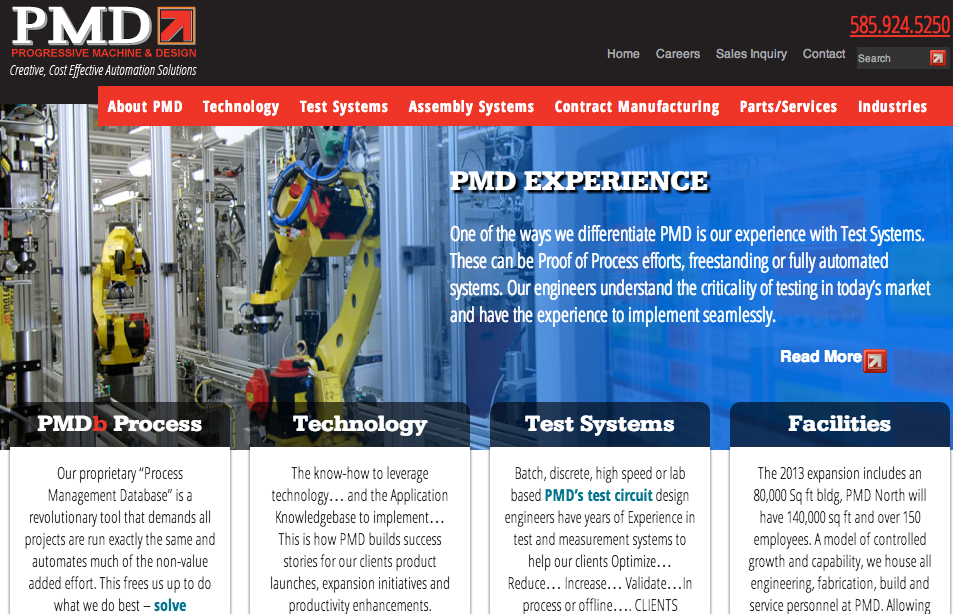 PMD
PROGRESSIVE MACHINE & DESIGN
Creative, Cost Effective Automation Solutions
585.924.5250
Home Careers Sales Inquiry Contact Search
About PMD Technology Test Systems Assembly Systems Contract Manufacturing Parts/Services Industries
PMD EXPERIENCE
One of the ways we differentiate PMD is our experience with Test Systems.
These can be Proof of Process efforts, freestanding or fully automated
systems. Our engineers understand the criticality of testing in today's market
and have the experience to implement seamlessly.
Read More
PMDb Process
Our proprietary “Process
Management Database” is a
revolutionary tool that demands all
projects are run exactly the same and
automates much of the non-value
added effort. This frees us up to do
what we do best – solve
Technology
The know-how to leverage
technology… and the Application
Knowledgebase to implement…
This is how PMD builds success
stories for our clients product
launches, expansion initiatives and
productivity enhancements.
Test Systems
Batch, discrete, high speed or lab
based PMD's test circuit design
engineers have years of Experience in
test and measurement systems to
help our clients Optimize…
Reduce… Increase… Validate…In
process or offline…. CLIENTS
Facilities
The 2013 expansion includes an
80,000 Sq ft bldg, PMD North will
have 140,000 sq ft and over 150
employees. A model of controlled
growth and capability, we house all
engineering, fabrication, build and
service personnel at PMD. Allowing